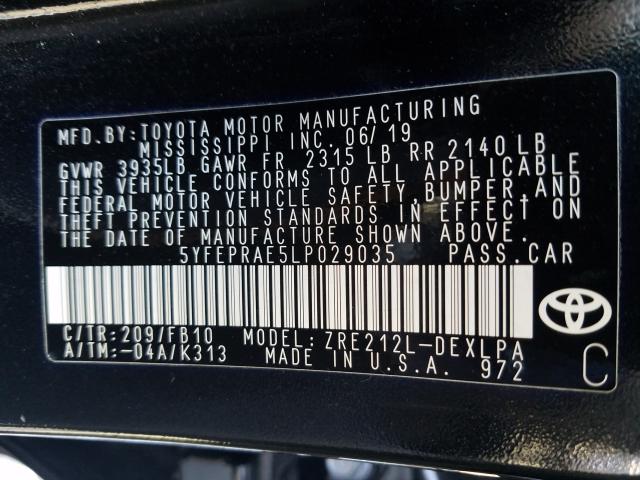 MFD.BY:TOYOTA MOTOR MANUFACTURING
MISSISSIPPI INC. 06/19
GVWR 3935LB GAWR FR 2315LB RR 2140LB
THIS VEHICLE CONFORMS TO ALL APPLICABLE
FEDERAL MOTOR VEHICLE SAFETY,BUMPER,AND
THEFT PREVENTION STANDARDS IN EFFECT ON
THE DATE OF MANUFACTURE SHOWN ABOVE.
5YFEPRAE5LP029035 PASS.CAR
C/TR:209/FB10 MODEL:ZRE212L-DEXLPA
A/TM:-04A/K313 MADE IN U.S.A. 972
C